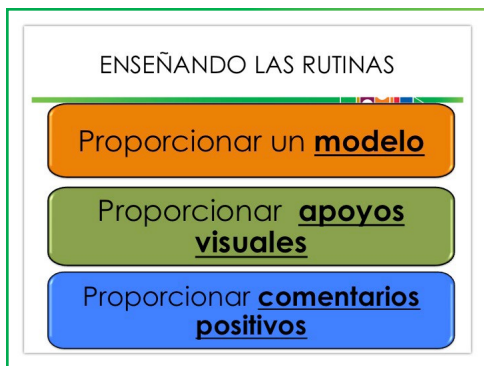 ENSEÑANDO LAS RUTINAS
Proporcionar un modelo
Proporcionar apoyos
visuales
Proporcionar comentarios
positivos